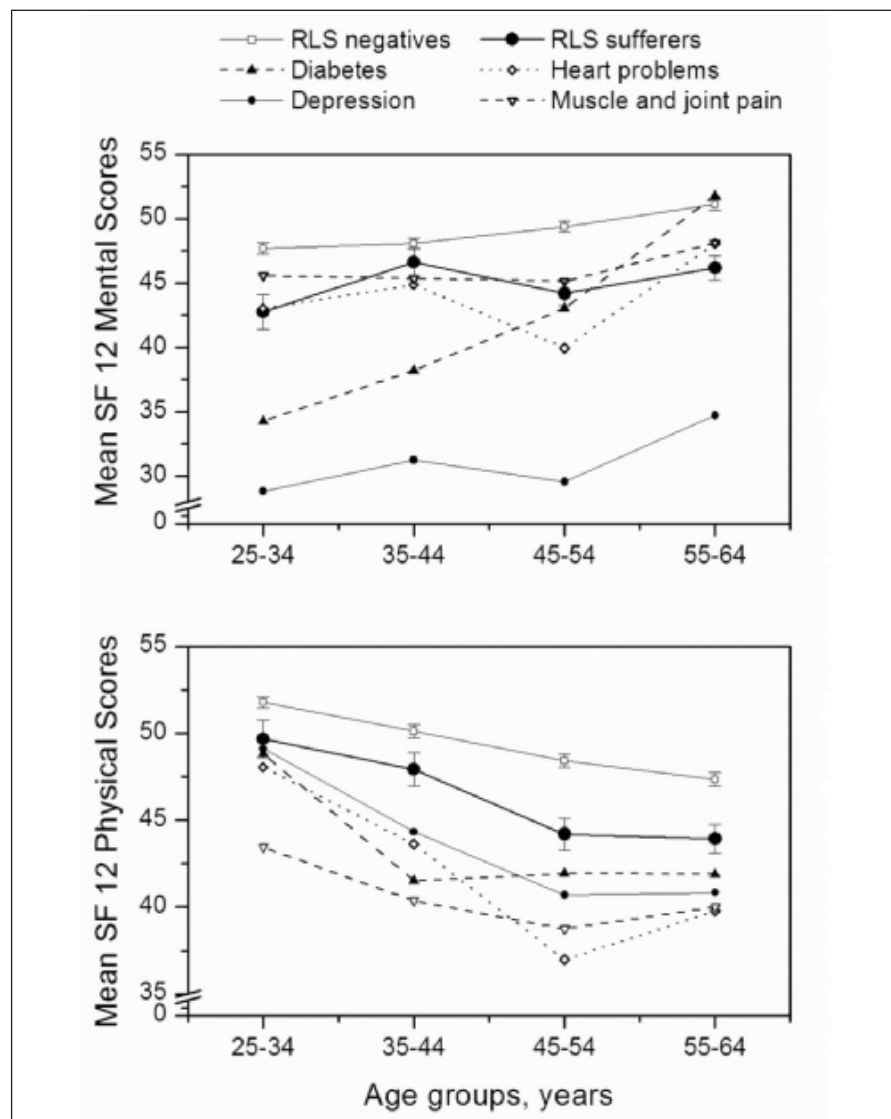 RLS negatives RLS sufferers
Diabetes Heart problems
Depression Muscle and joint pain
Mean SF 12 Mental Scores
55
50
45
40
35
30
0
25-34 35-44 45-54 55-64
Mean SF 12 Physical Scores
55
50
45
40
35
0
25-34 35-44 45-54 55-64
Age groups, years